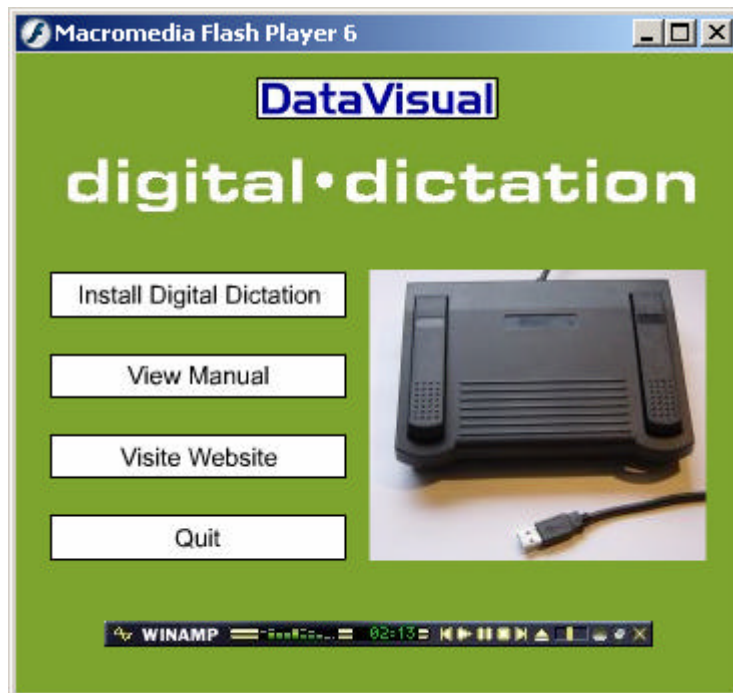 Macromedia Flash Player 6
DataVisual
digital·dictation
Install Digital Dictation
View Manual
Visite Website
Quit
WINAMP 02:13